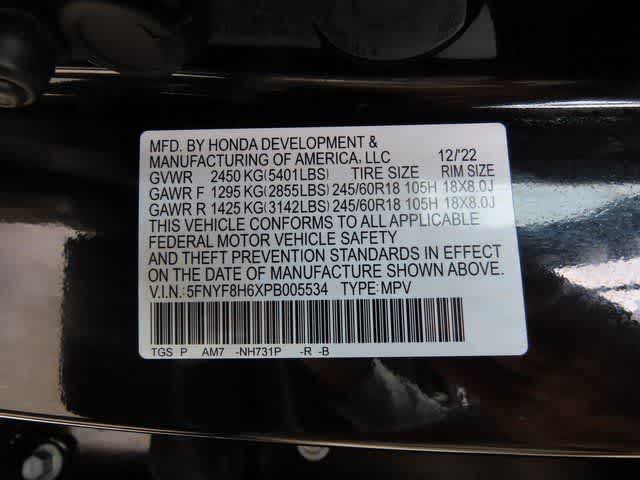 MFD. BY HONDA DEVELOPMENT &
MANUFACTURING OF AMERICA, LLC 12/'22
GVWR 2450 KG(5401LBS) TIRE SIZE RIM SIZE
GAWR F 1295 KG(2855LBS) 245/60R18 105H 18X8.0J
GAWR R 1425 KG(3142LBS) 245/60R18 105H 18X8.0J
THIS VEHICLE CONFORMS TO ALL APPLICABLE
FEDERAL MOTOR VEHICLE SAFETY
AND THEFT PREVENTION STANDARDS IN EFFECT
ON THE DATE OF MANUFACTURE SHOWN ABOVE.
V.I.N.:5FNYF8H6XPB005534 TYPE:MPV
TGS P AM7 -NH731P -R -B